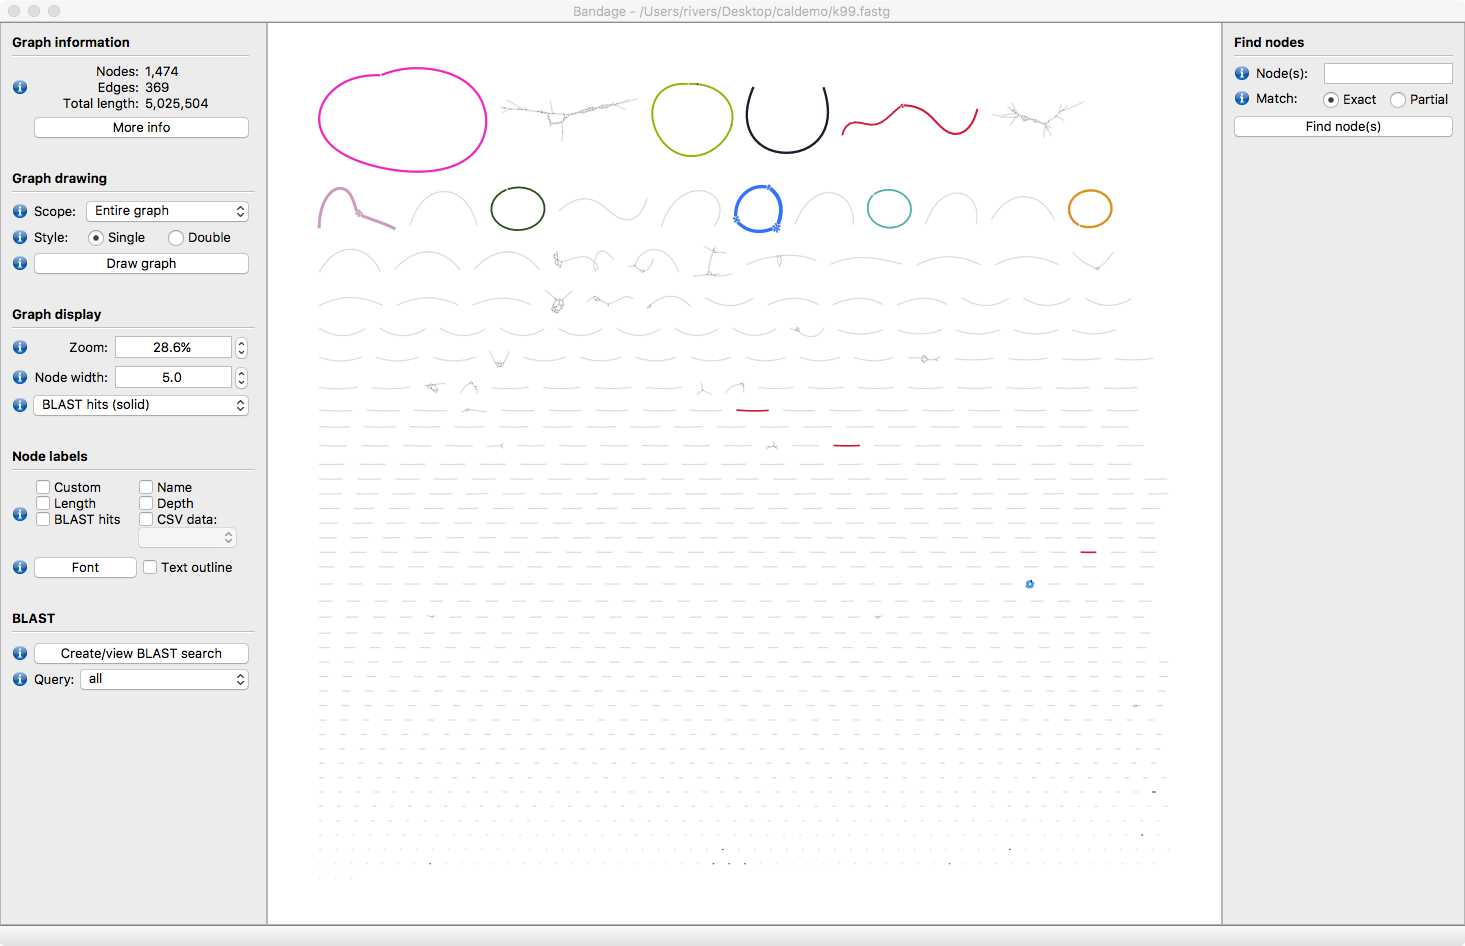 Bandage - /Users/rivers/Desktop/caldemo/k99.fastg
Graph information
Nodes: 1,474
Edges: 369
Total length: 5,025,504
More info
Graph drawing
Scope: Entire graph
Style: Single Double
Draw graph
Graph display
Zoom: 28.6%
Node width: 5.0
BLAST hits (solid)
Node labels
Custom Name
Length Depth
BLAST hits CSV data:
Font Text outline
BLAST
Create/view BLAST search
Query: all
Find nodes
Node(s):
Match: Exact Partial
Find node(s)